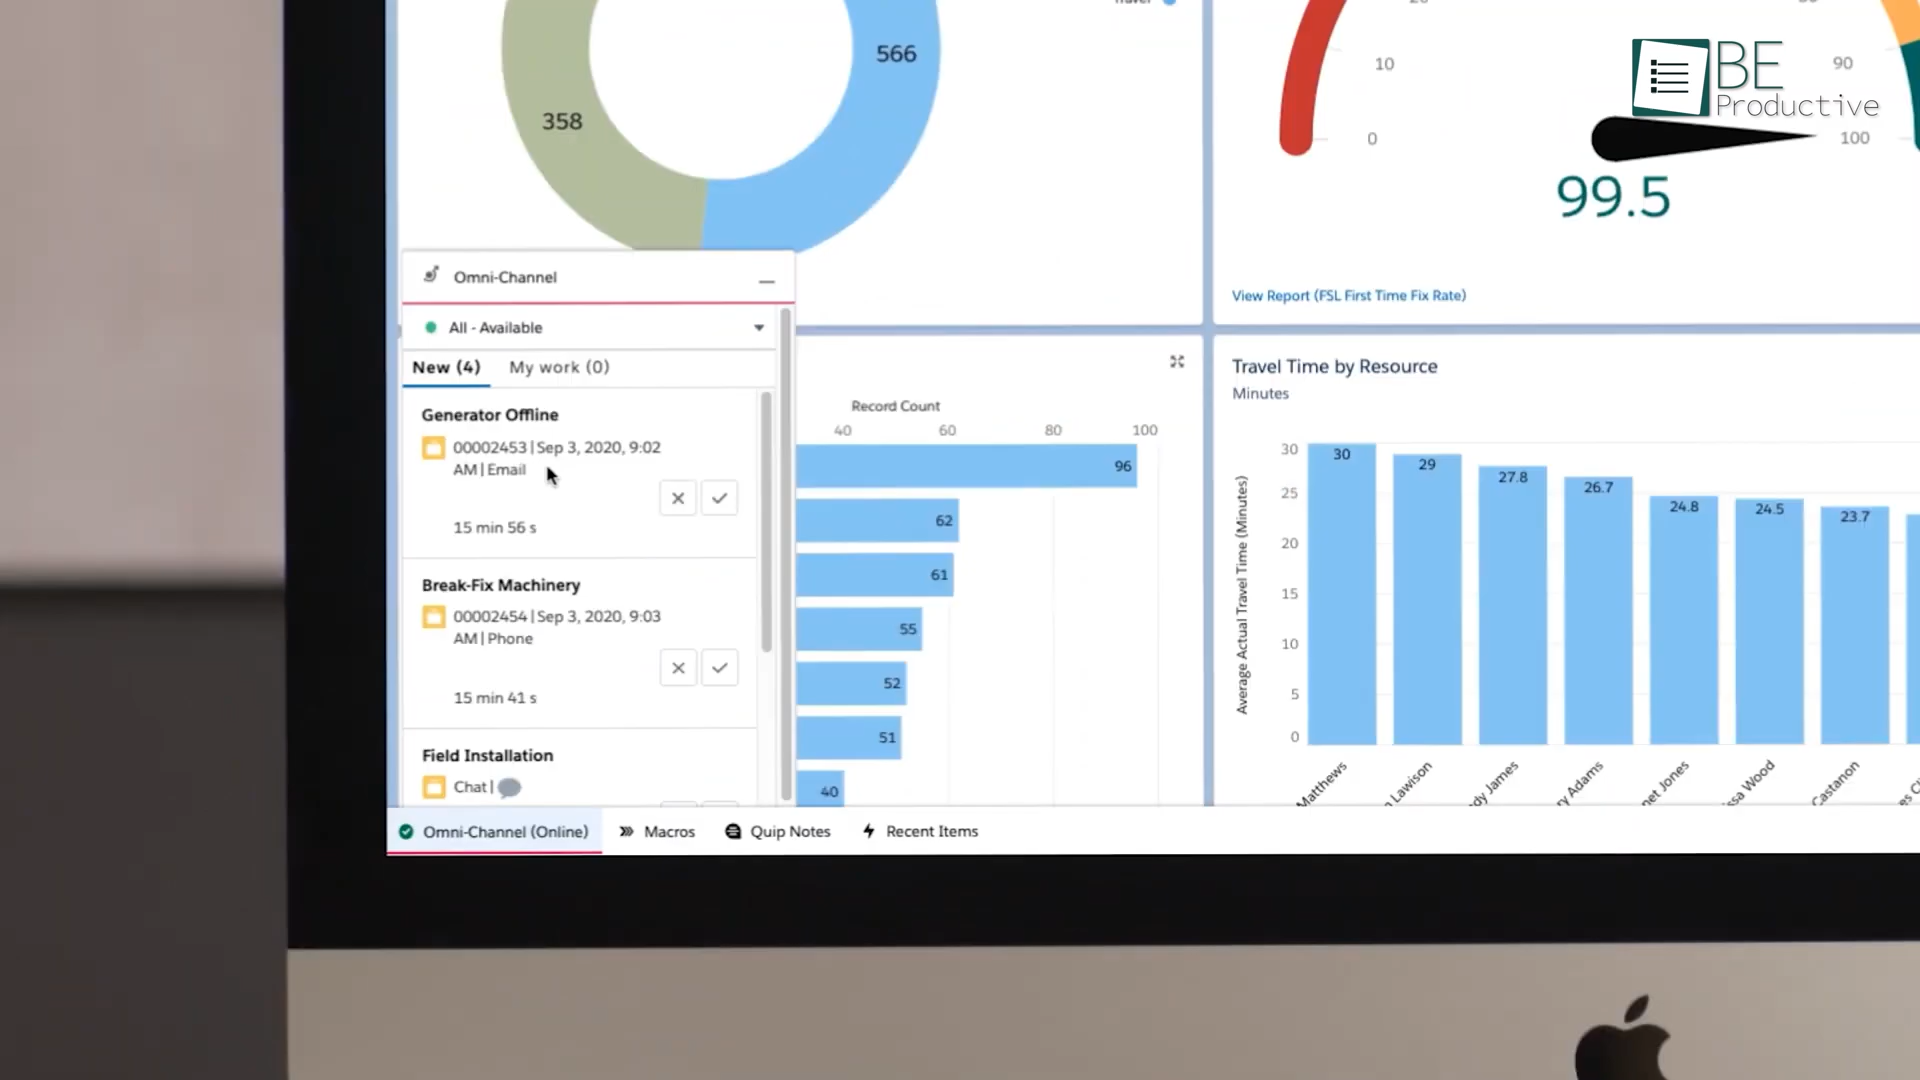 566
358
10
90
0
100
99.5
BE
Productive
View Report (FSL First Time Fix Rate)
Omni-Channel
All - Available
New (4) My work (0)
Generator Offline
00002453 | Sep 3, 2020, 9:02
AM | Email
15 min 56 s
Break-Fix Machinery
00002454 | Sep 3, 2020, 9:03
AM | Phone
15 min 41 s
Field Installation
Chat |
Record Count
40 60 80 100
96
62
61
55
52
51
40
Travel Time by Resource
Minutes
Average Actual Travel Time (Minutes)
30
25
20
15
10
5
0
30 29 27.8 26.7 24.8 24.5 23.7
Matthews
Lawison
James
Adams
Jones
Wood
Castanon
Omni-Channel (Online) Macros Quip Notes Recent Items